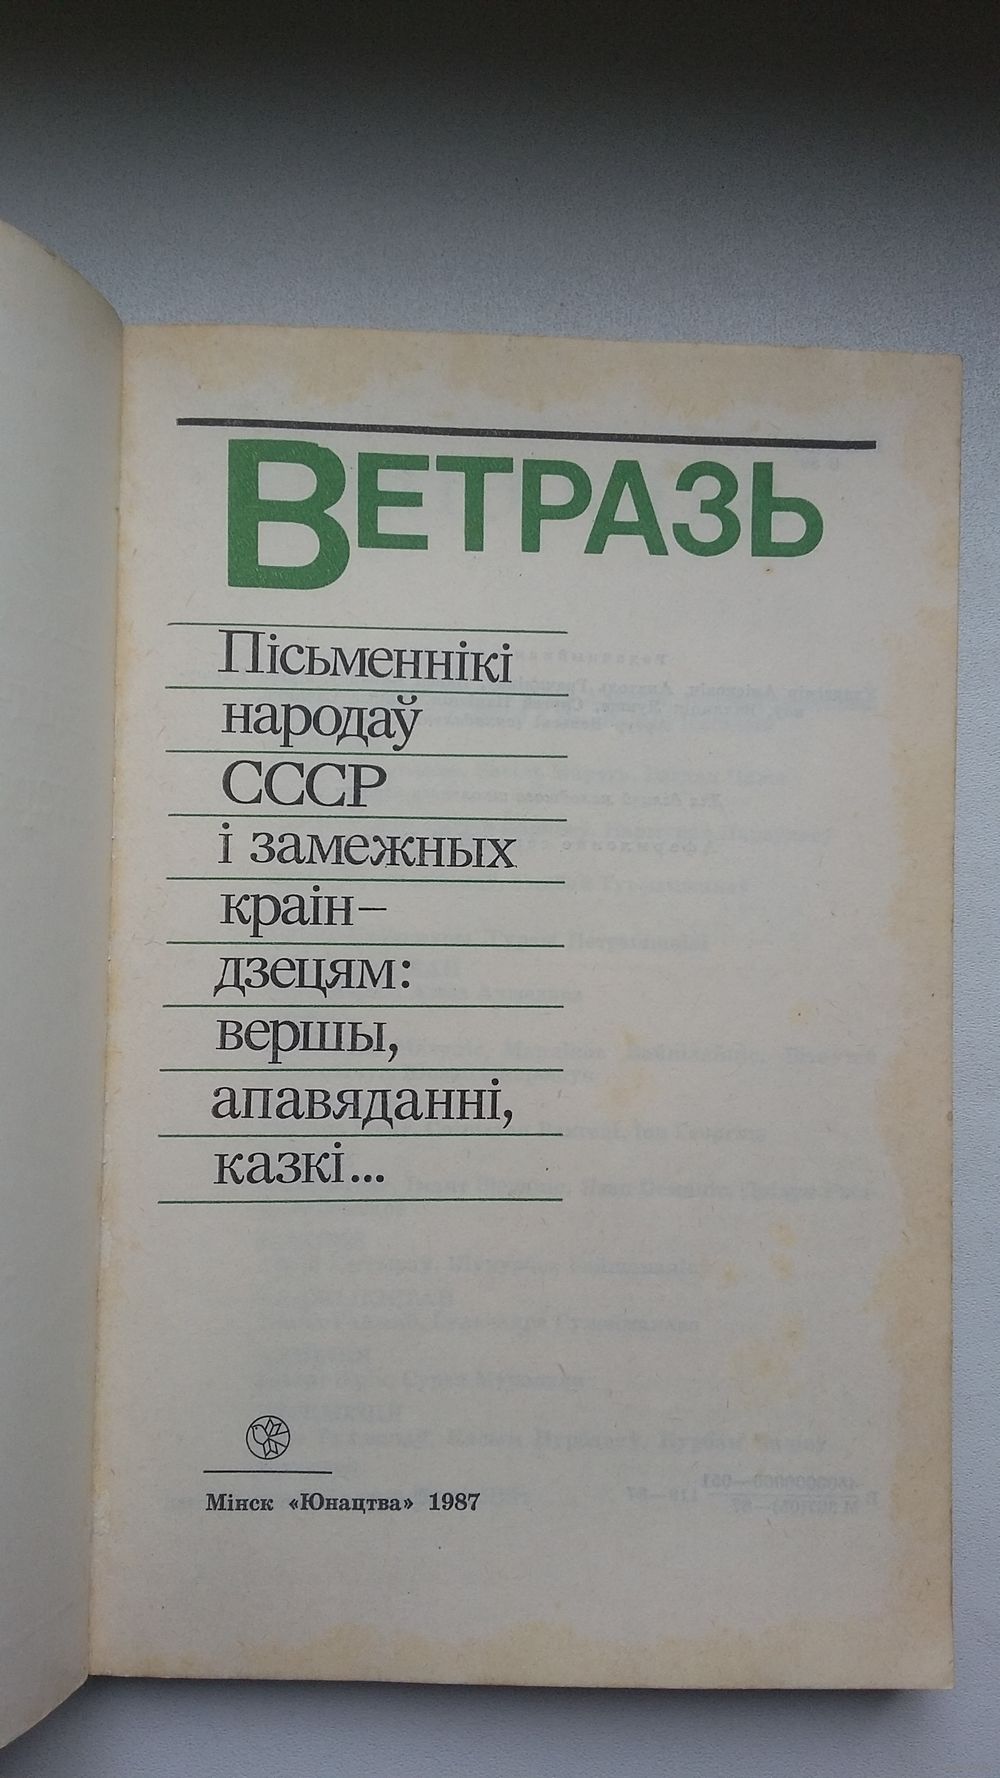 ВЕТРАЗЬ
Пісьменнікі
народаў
СССР
і замежных
краін–
дзецям:
вершы,
апавяданні,
казкі...
Мінск «Юнацтва» 1987